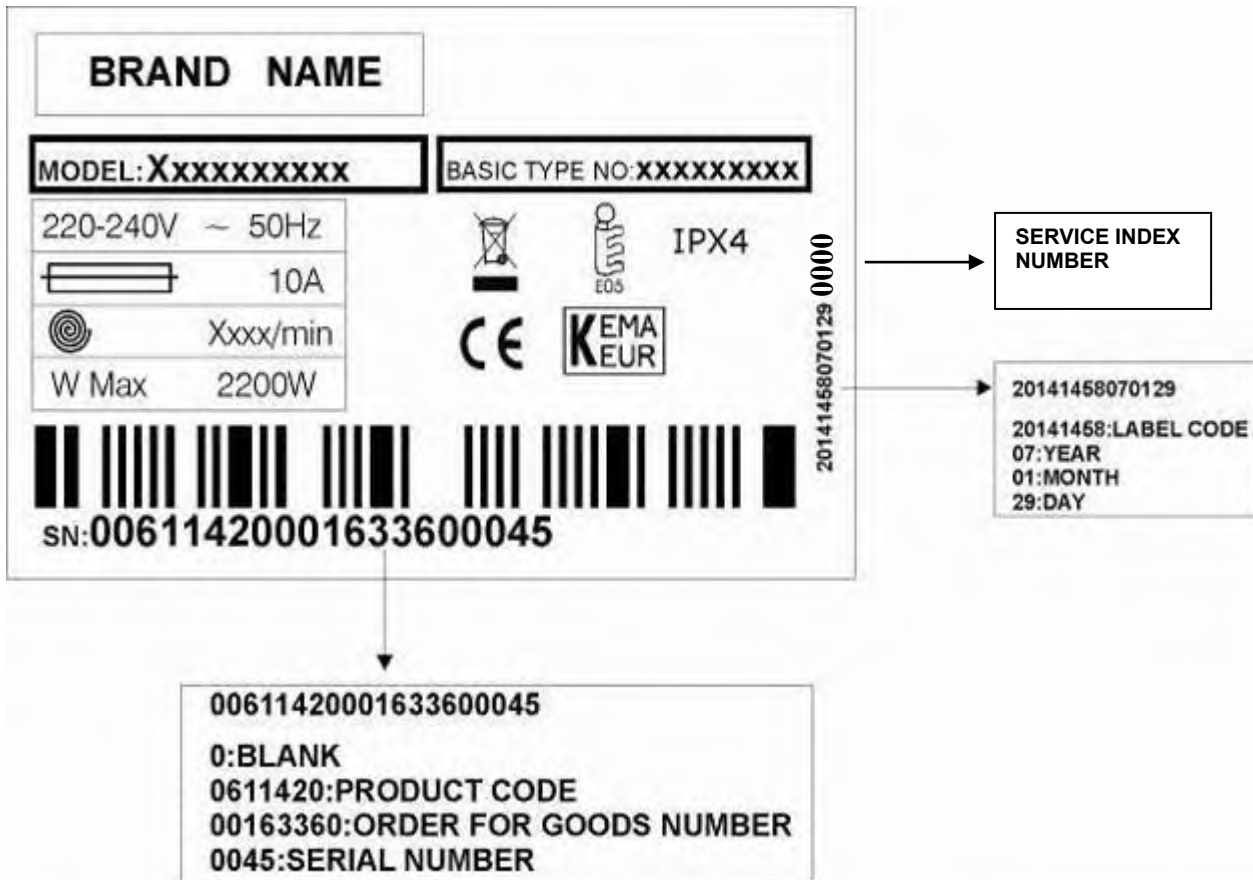 BRAND NAME
MODEL:Xxxxxxxxxx
BASIC TYPE NO:xxxxxxxxx
220-240V ~ 50Hz
10A
Xxxx/min
W Max 2200W
IPX4
E05
CE
KEMA
EUR
20141458070129 0000
SN:00611420001633600045
SERVICE INDEX
NUMBER
20141458070129
20141458:LABEL CODE
07:YEAR
01:MONTH
29:DAY
00611420001633600045
0:BLANK
0611420:PRODUCT CODE
00163360:ORDER FOR GOODS NUMBER
0045:SERIAL NUMBER